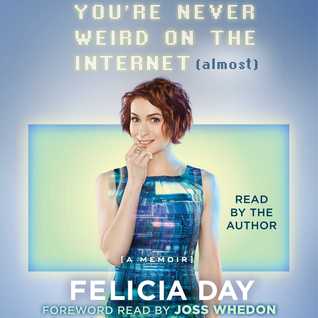 YOU'RE NEVER
WEIRD ON THE
INTERNET (almost)
READ
BY THE
AUTHOR
[A MEMOIR]
FELICIA DAY
FOREWORD READ BY JOSS WHEDON